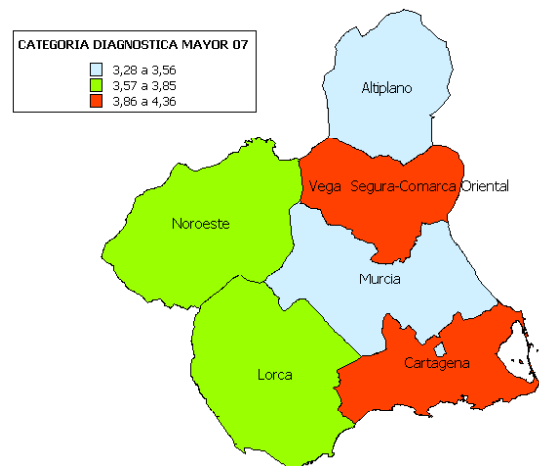 CATEGORIA DIAGNOSTICA MAYOR 07
3,28 a 3,56
3,57 a 3,85
3,86 a 4,36
Altiplano
Vega Segura-Comarca Oriental
Noroeste
Murcia
Cartagena
Lorca